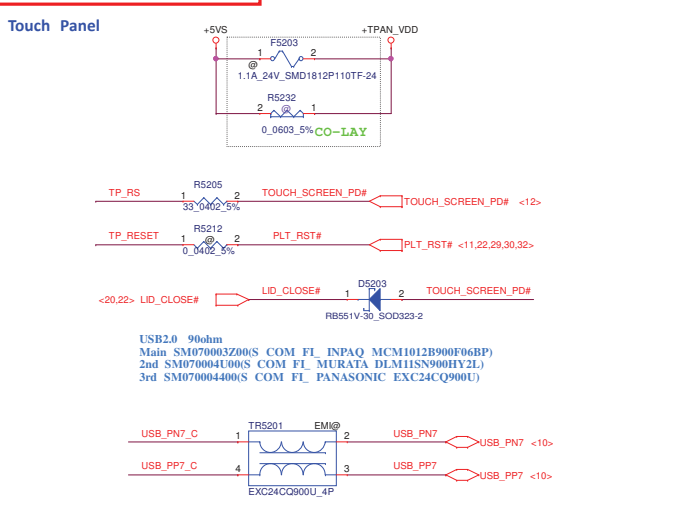 Touch Panel
+5VS
+TPAN_VDD
F5203
1 2
@
1.1A_24V_SMD1812P110TF-24
R5232
2 @ 1
0_0603_5% CO-LAY
TP_RS 1 R5205 2 TOUCH_SCREEN_PD# TOUCH_SCREEN_PD# <12>
33_0402_5%
TP_RESET 1 R5212 @ 2 PLT_RST# PLT_RST# <11,22,29,30,32>
0_0402_5%
<20,22> LID_CLOSE# LID_CLOSE# 1 D5203 2 TOUCH_SCREEN_PD#
RB551V-30_SOD323-2
USB2.0 90ohm
Main SM070003Z00(S COM FI_ INPAQ MCM1012B900F06BP)
2nd SM070004U00(S COM FI_ MURATA DLM11SN900HY2L)
3rd SM070004400(S COM FI_ PANASONIC EXC24CQ900U)
TR5201 EMI@
USB_PN7_C 1 2 USB_PN7 USB_PN7 <10>
USB_PP7_C 4 3 USB_PP7 USB_PP7 <10>
EXC24CQ900U_4P